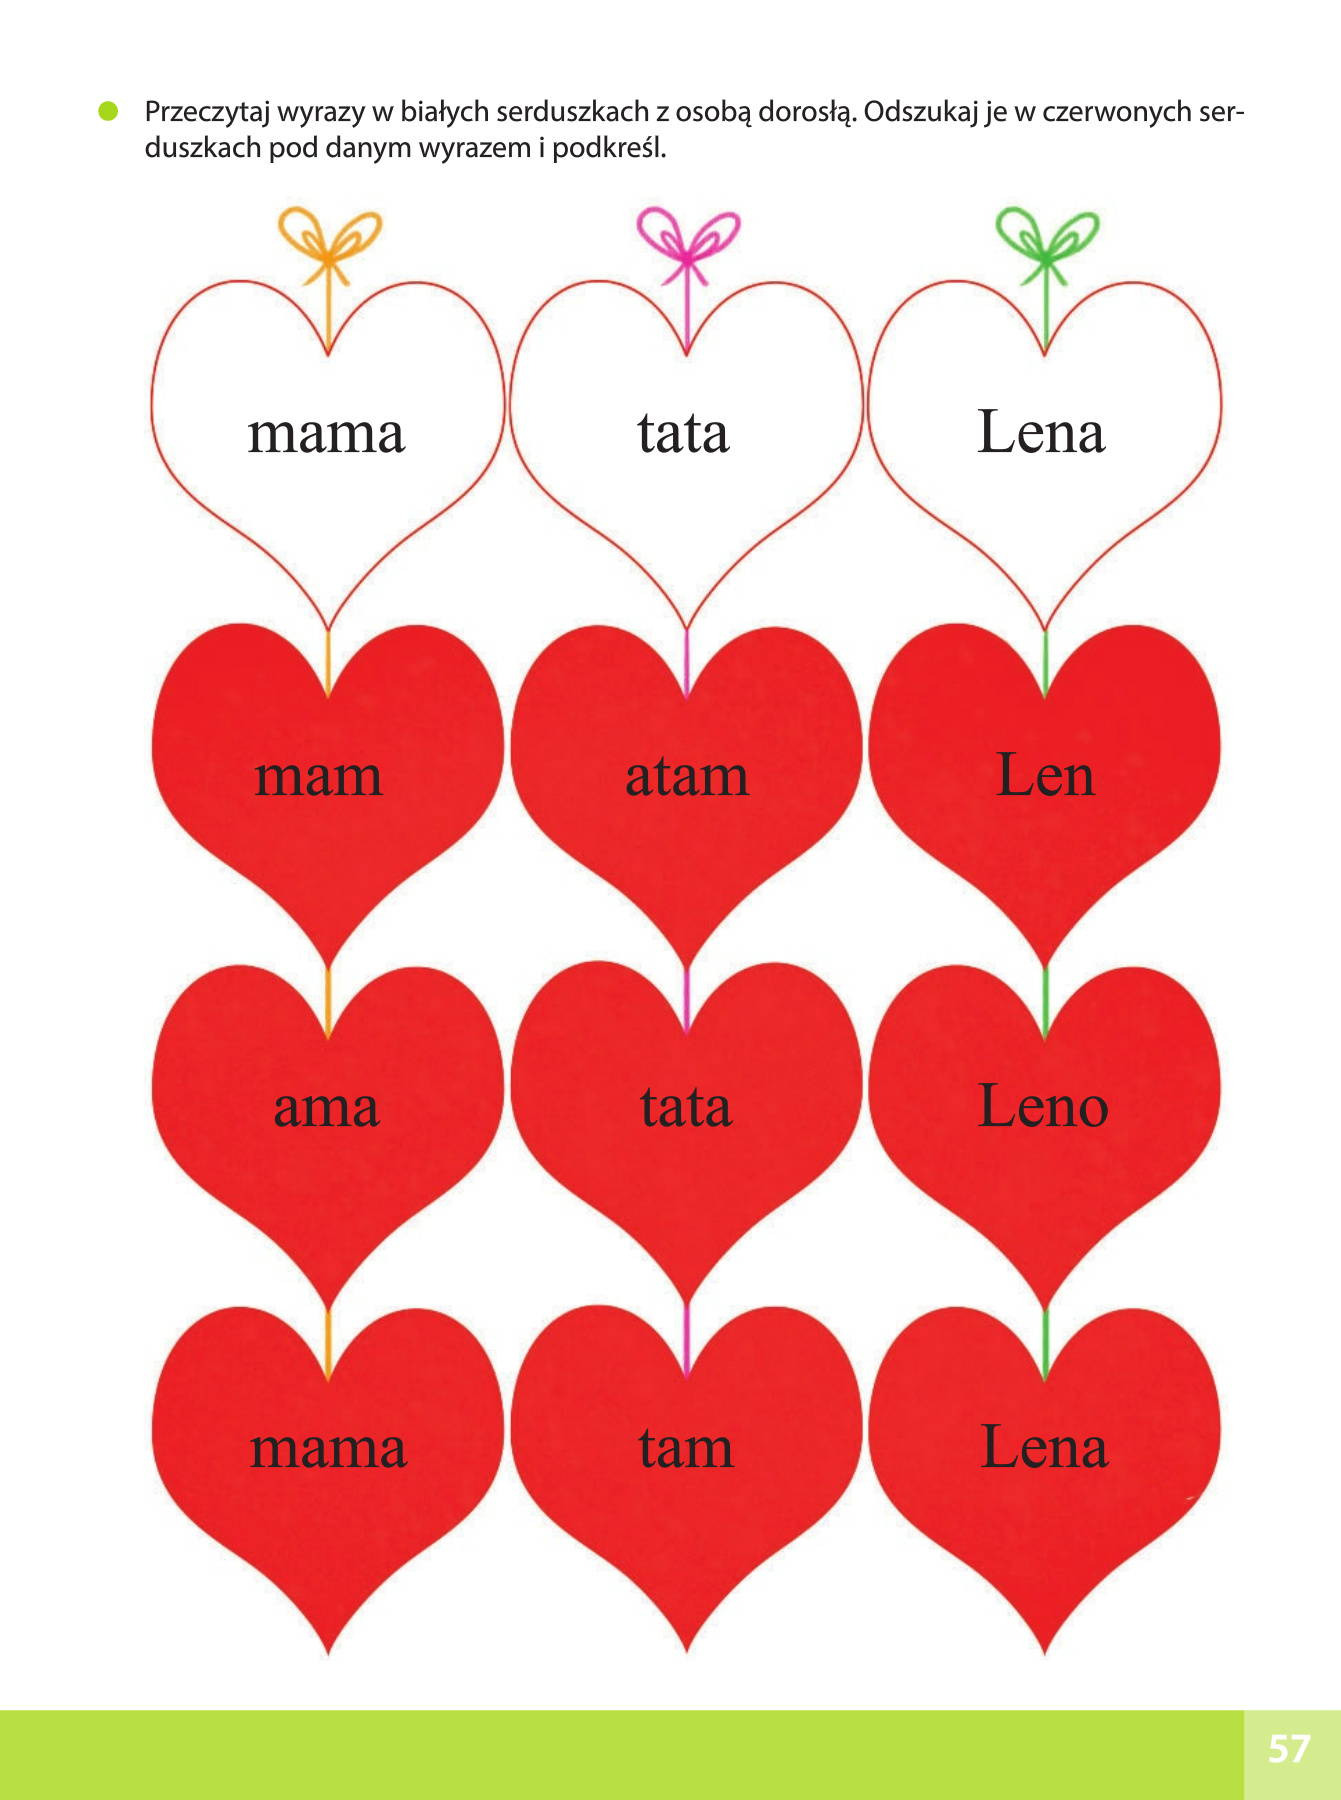 Przeczytaj wyrazy w białych serduszkach z osobą dorosłą. Odszukaj je w czerwonych ser-
duszkach pod danym wyrazem i podkreśl.
mama tata Lena
mam atam Len
ama tata Leno
mama tam Lena
57